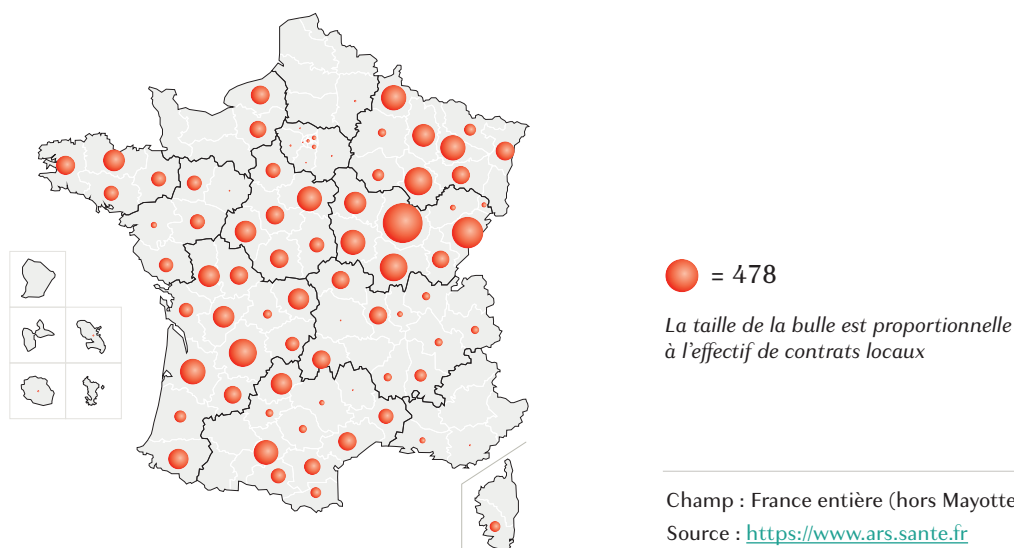 = 478
La taille de la bulle est proportionnelle
à l’effectif de contrats locaux
Champ : France entière (hors Mayotte
Source : https://www.ars.sante.fr